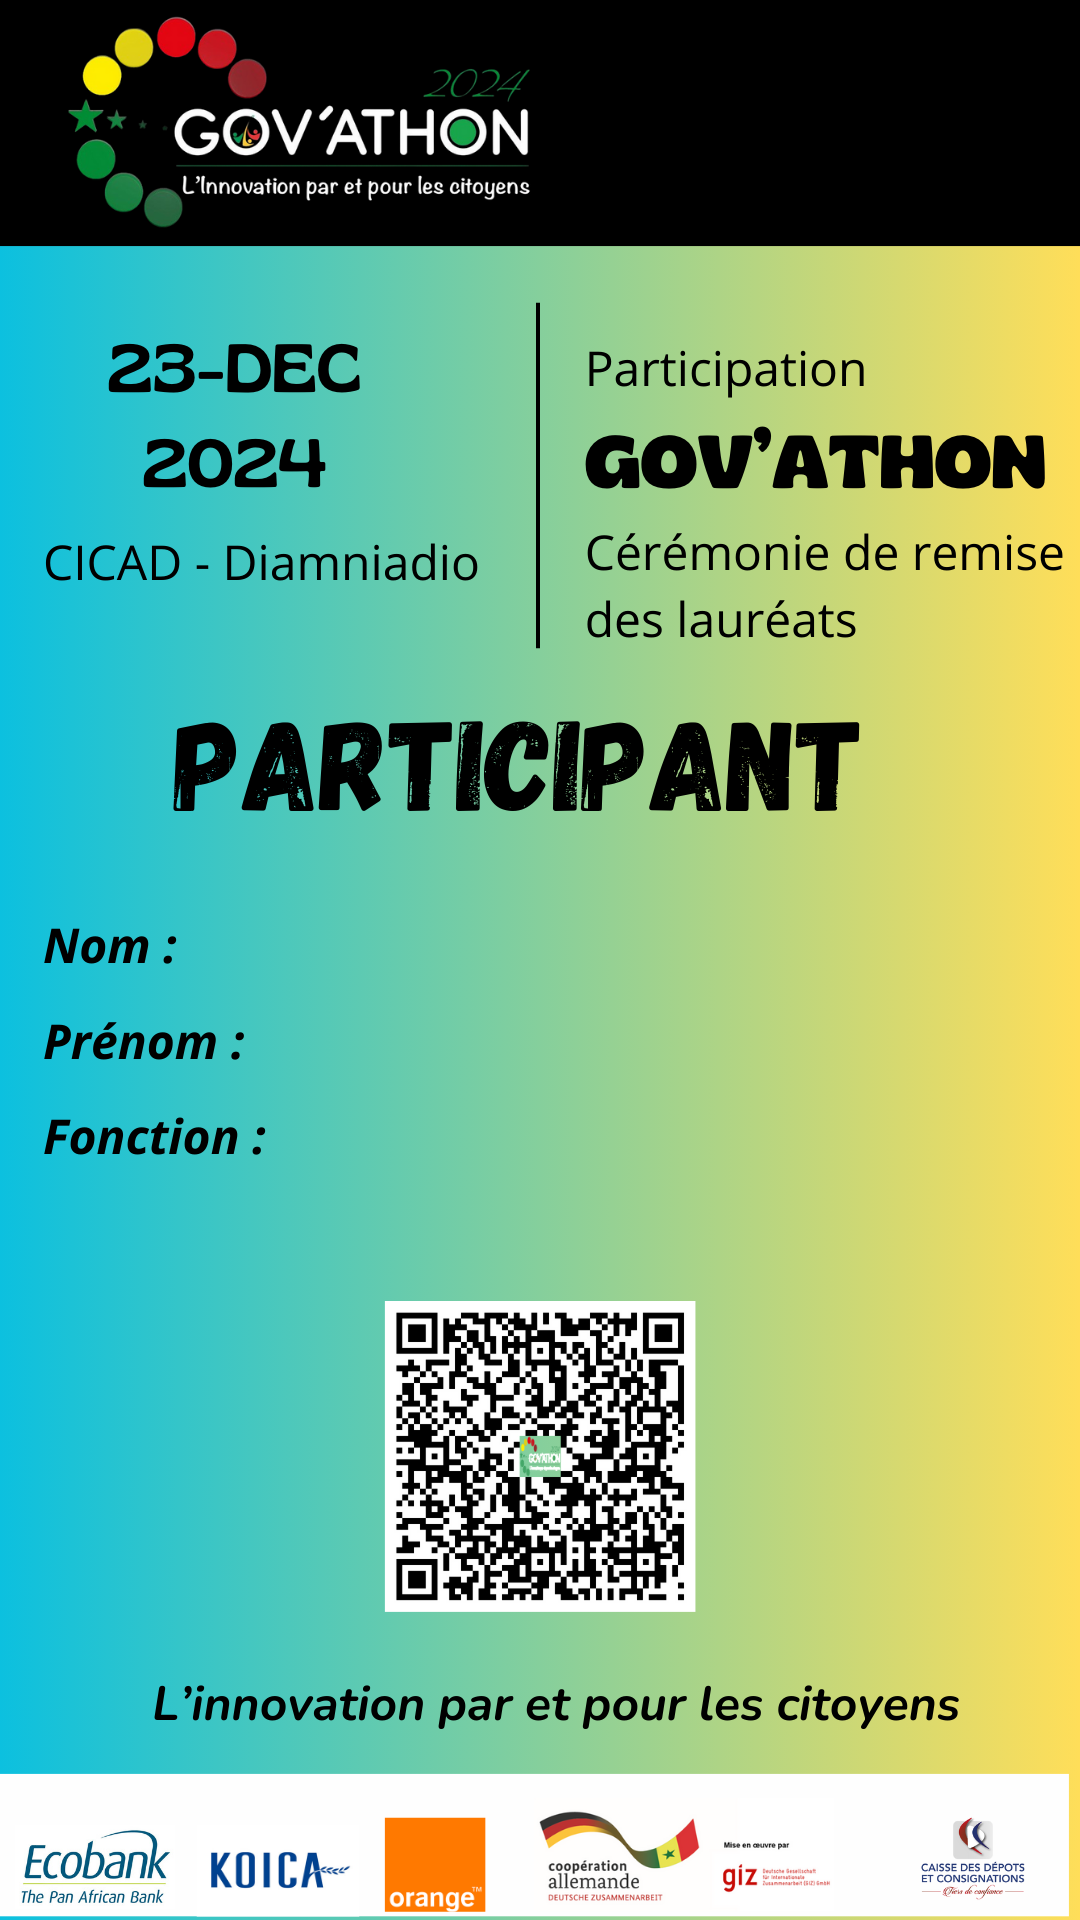 2024
GOV'ATHON
L'Innovation par et pour les citoyens
23-DEC
2024
CICAD - Diamniadio
Participation
GOV'ATHON
Cérémonie de remise
des lauréats
PARTICIPANT
Nom :
Prénom :
Fonction :
GOV'ATHON
L'innovation par et pour les citoyens
Ecobank
The Pan African Bank
KOICA
orange™
coopération
allemande
DEUTSCHE ZUSAMMENARBEIT
Mise en œuvre par
giz
Deutsche Gesellschaft
für Internationale
Zusammenarbeit (GIZ) GmbH
CAISSE DES DÉPÔTS
ET CONSIGNATIONS
Tiers de confiance